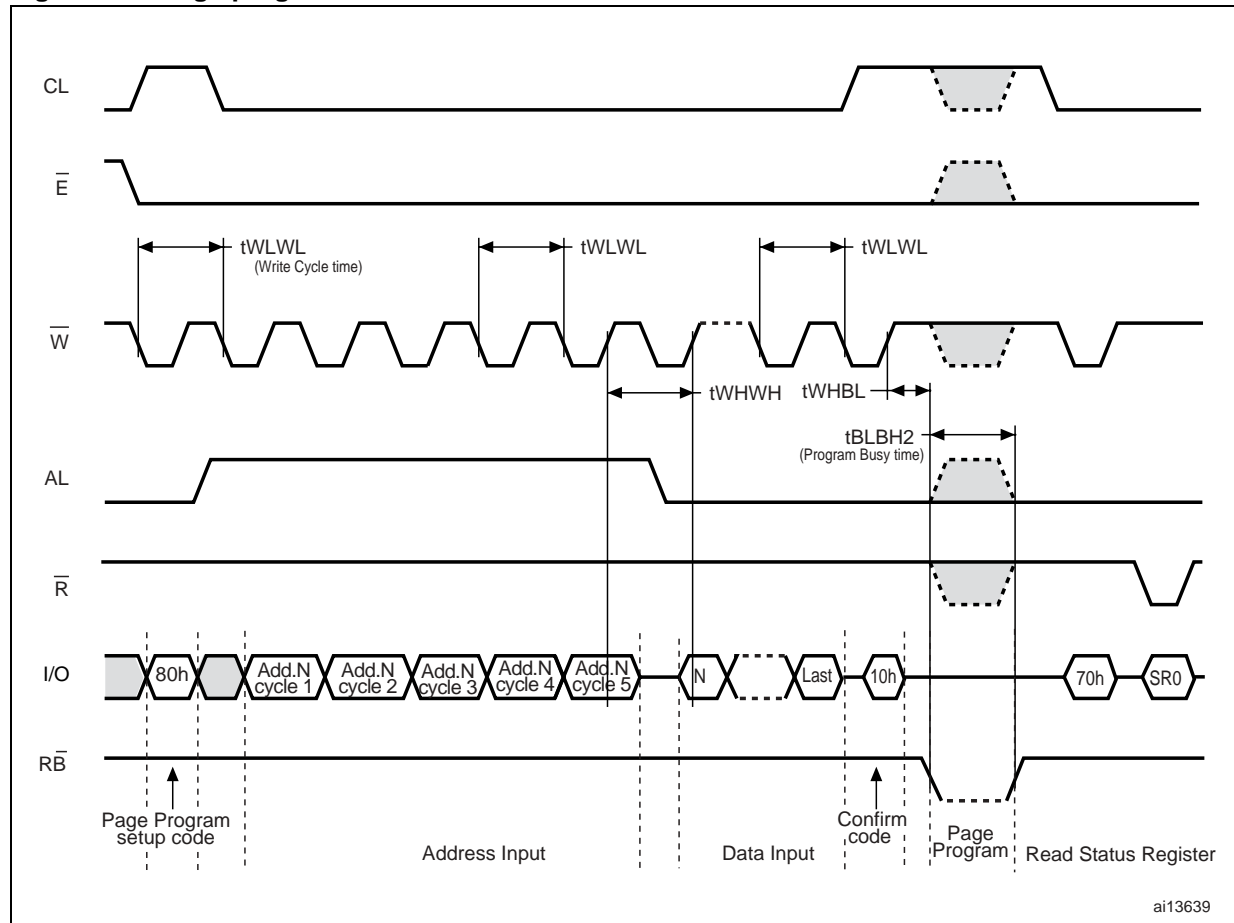 CL
E
tWLWL
(Write Cycle time)
tWLWL
tWLWL
W
tWHWH
tWHBL
tBLBH2
(Program Busy time)
AL
R
I/O
80h
Add.N
cycle 1
Add.N
cycle 2
Add.N
cycle 3
Add.N
cycle 4
Add.N
cycle 5
N
Last
10h
70h
SR0
RB
Page Program
setup code
Address Input
Data Input
Confirm
code
Page
Program
Read Status Register
ai13639